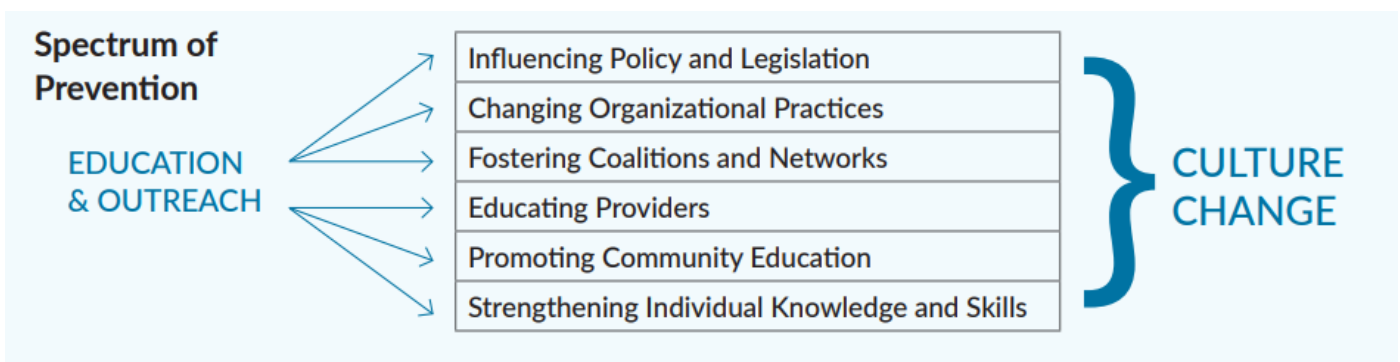 Spectrum of
Prevention
EDUCATION
& OUTREACH
Influencing Policy and Legislation
Changing Organizational Practices
Fostering Coalitions and Networks
Educating Providers
Promoting Community Education
Strengthening Individual Knowledge and Skills
CULTURE
CHANGE